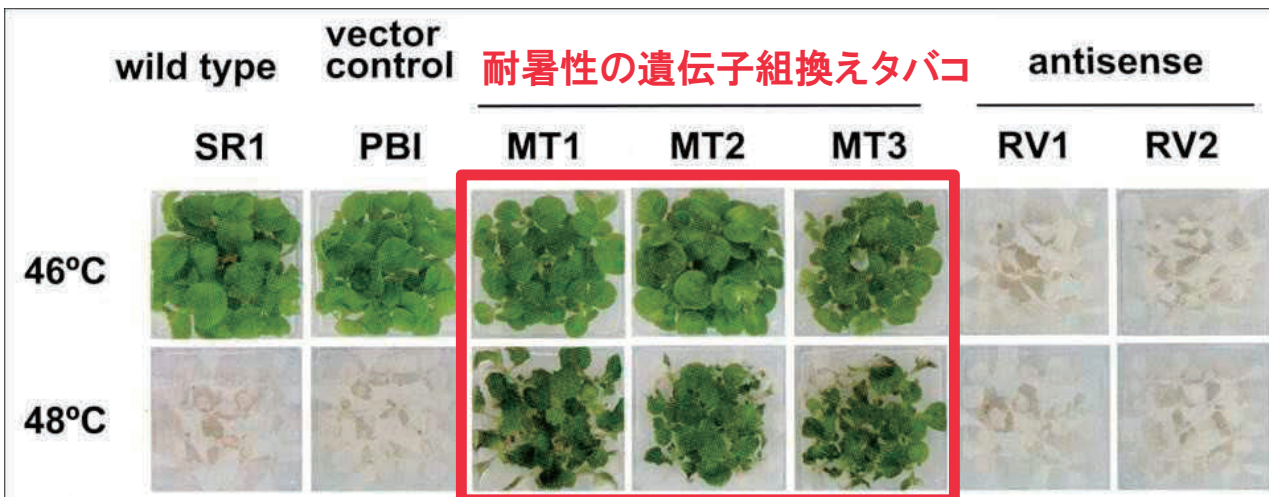 wild type
vector
control
耐暑性の遺伝子組換えタバコ
antisense
SR1 PBI MT1 MT2 MT3 RV1 RV2
46ºC
48ºC